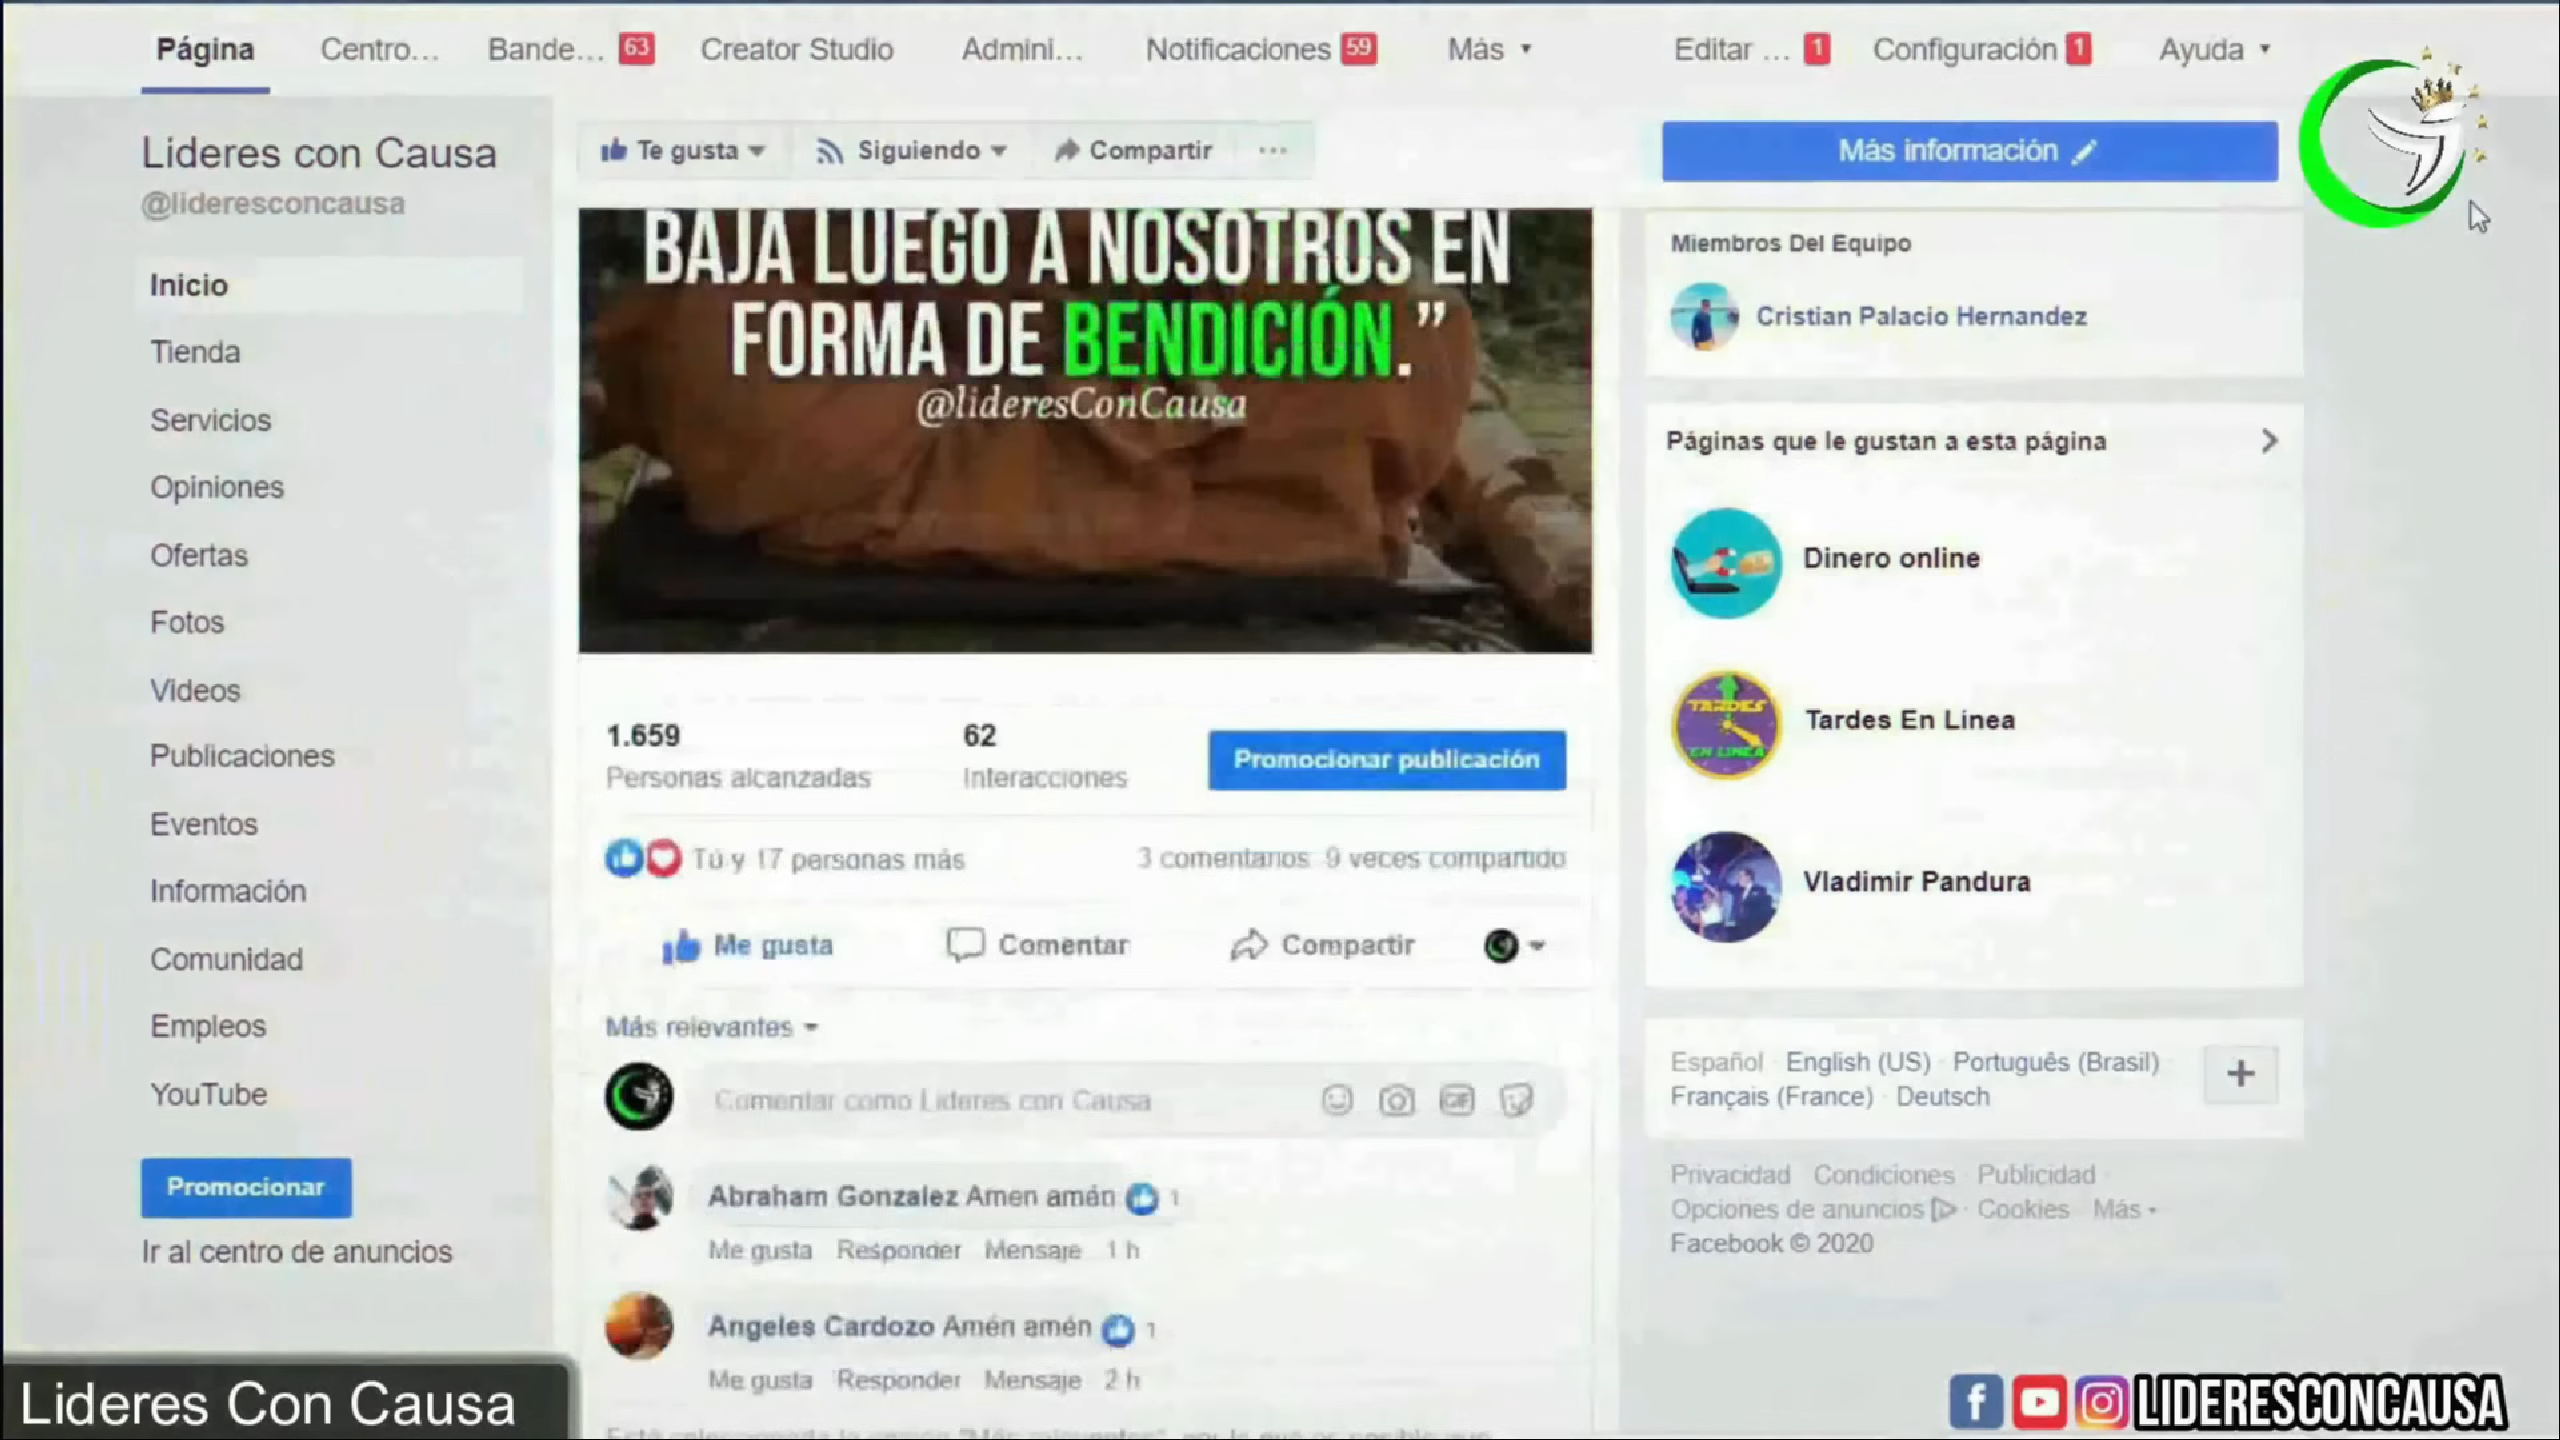 Página Centro... Bande... 63 Creator Studio Admini... Notificaciones 59 Más Editar ... 1 Configuración 1 Ayuda
Lideres con Causa
@lideresconcausa
Inicio
Tienda
Servicios
Opiniones
Ofertas
Fotos
Videos
Publicaciones
Eventos
Información
Comunidad
Empleos
YouTube
Promocionar
Ir al centro de anuncios
Te gusta Siguiendo Compartir ...
BAJA LUEGO A NOSOTROS EN
FORMA DE BENDICIÓN.”
@lideresConCausa
1.659 62
Personas alcanzadas Interacciones
Promocionar publicación
Tú y 17 personas más 3 comentarios 9 veces compartido
Me gusta Comentar Compartir
Más relevantes
Comentar como Lideres con Causa GIF
Abraham Gonzalez Amen amán 1
Me gusta Responder Mensaje 1 h
Angeles Cardozo Amén amén 1
Me gusta Responder Mensaje 2 h
Más información
Miembros Del Equipo
Cristian Palacio Hernandez
Páginas que le gustan a esta página
Dinero online
TARDES
EN LINEA
Tardes En Linea
Vladimir Pandura
Español · English (US) · Português (Brasil) ·
Français (France) · Deutsch
Privacidad · Condiciones · Publicidad ·
Opciones de anuncios · Cookies · Más
Facebook © 2020
Lideres Con Causa
LIDERESCONCAUSA